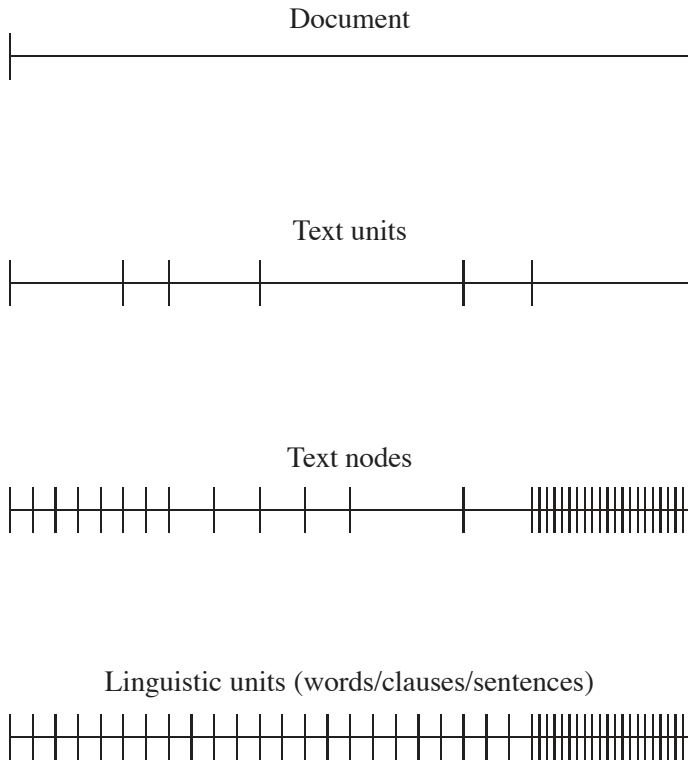 Document
Text units
Text nodes
Linguistic units (words/clauses/sentences)